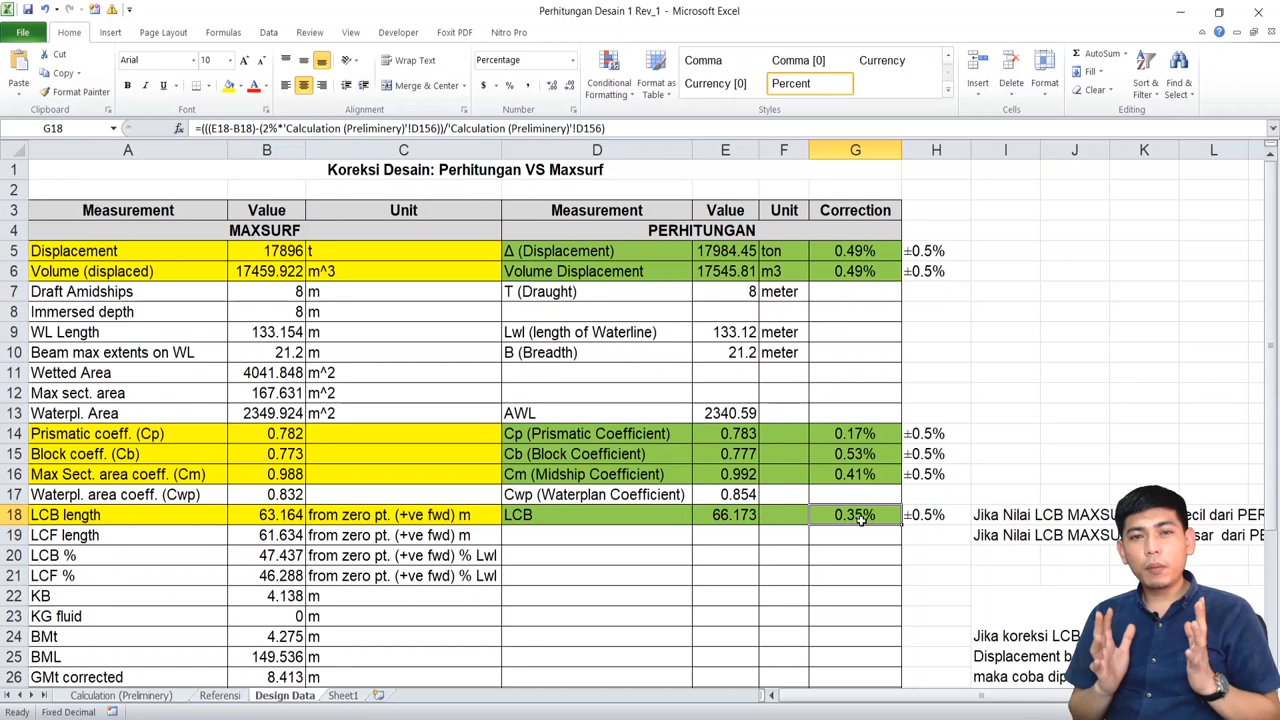 Perhitungan Desain 1 Rev_1 - Microsoft Excel
File Home Insert Page Layout Formulas Data Review View Developer Foxit PDF Nitro Pro
Paste Cut Copy Format Painter Clipboard
Arial 10 A A B I U A Font
Wrap Text Merge & Center Alignment
Percentage $ % , Number
Conditional Formatting Format as Table
Comma Comma [0] Currency
Currency [0] Percent
Styles
Insert Delete Format Cells
AutoSum Fill Clear Sort & Filter Find & Select Editing
G18 fx =(((E18-B18)-(2%*'Calculation (Preliminery)'!D156))/'Calculation (Preliminery)'!D156)
A B C D E F G H I J K L
1 Koreksi Desain: Perhitungan VS Maxsurf
2
3 Measurement Value Unit Measurement Value Unit Correction
4 MAXSURF PERHITUNGAN
5 Displacement 17896 t Δ (Displacement) 17984.45 ton 0.49% ±0.5%
6 Volume (displaced) 17459.922 m^3 Volume Displacement 17545.81 m3 0.49% ±0.5%
7 Draft Amidships 8 m T (Draught) 8 meter
8 Immersed depth 8 m
9 WL Length 133.154 m Lwl (length of Waterline) 133.12 meter
10 Beam max extents on WL 21.2 m B (Breadth) 21.2 meter
11 Wetted Area 4041.848 m^2
12 Max sect. area 167.631 m^2
13 Waterpl. Area 2349.924 m^2 AWL 2340.59
14 Prismatic coeff. (Cp) 0.782 Cp (Prismatic Coefficient) 0.783 0.17% ±0.5%
15 Block coeff. (Cb) 0.773 Cb (Block Coefficient) 0.777 0.53% ±0.5%
16 Max Sect. area coeff. (Cm) 0.988 Cm (Midship Coefficient) 0.992 0.41% ±0.5%
17 Waterpl. area coeff. (Cwp) 0.832 Cwp (Waterplan Coefficient) 0.854
18 LCB length 63.164 from zero pt. (+ve fwd) m LCB 66.173 0.35% ±0.5% Jika Nilai LCB dari PER
19 LCF length 61.634 from zero pt. (+ve fwd) m Jika Nilai LCB dari PE
20 LCB % 47.437 from zero pt. (+ve fwd) % Lwl
21 LCF % 46.288 from zero pt. (+ve fwd) % Lwl
22 KB 4.138 m
23 KG fluid 0 m
24 BMt 4.275 m Jika koreksi LCB
25 BML 149.536 m Displacement
26 GMt corrected 8.413 m maka coba
Calculation (Preliminery) Referensi Design Data Sheet1
Ready Fixed Decimal